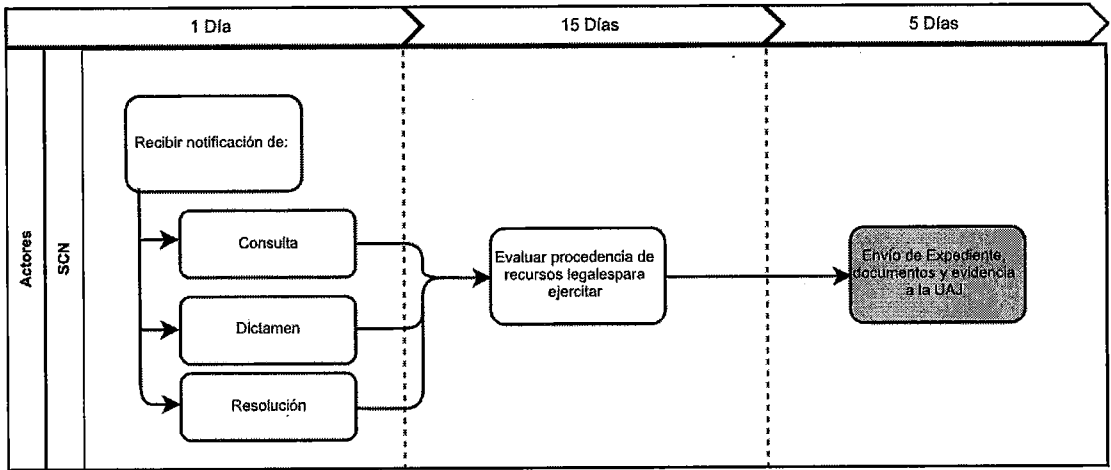 1 Día
15 Días
5 Días
Actores
SCN
Recibir notificación de:
Consulta
Dictamen
Resolución
Evaluar procedencia de
recursos legalespara
ejercitar
Envío de Expediente,
documentos y evidencia
a la UAJ